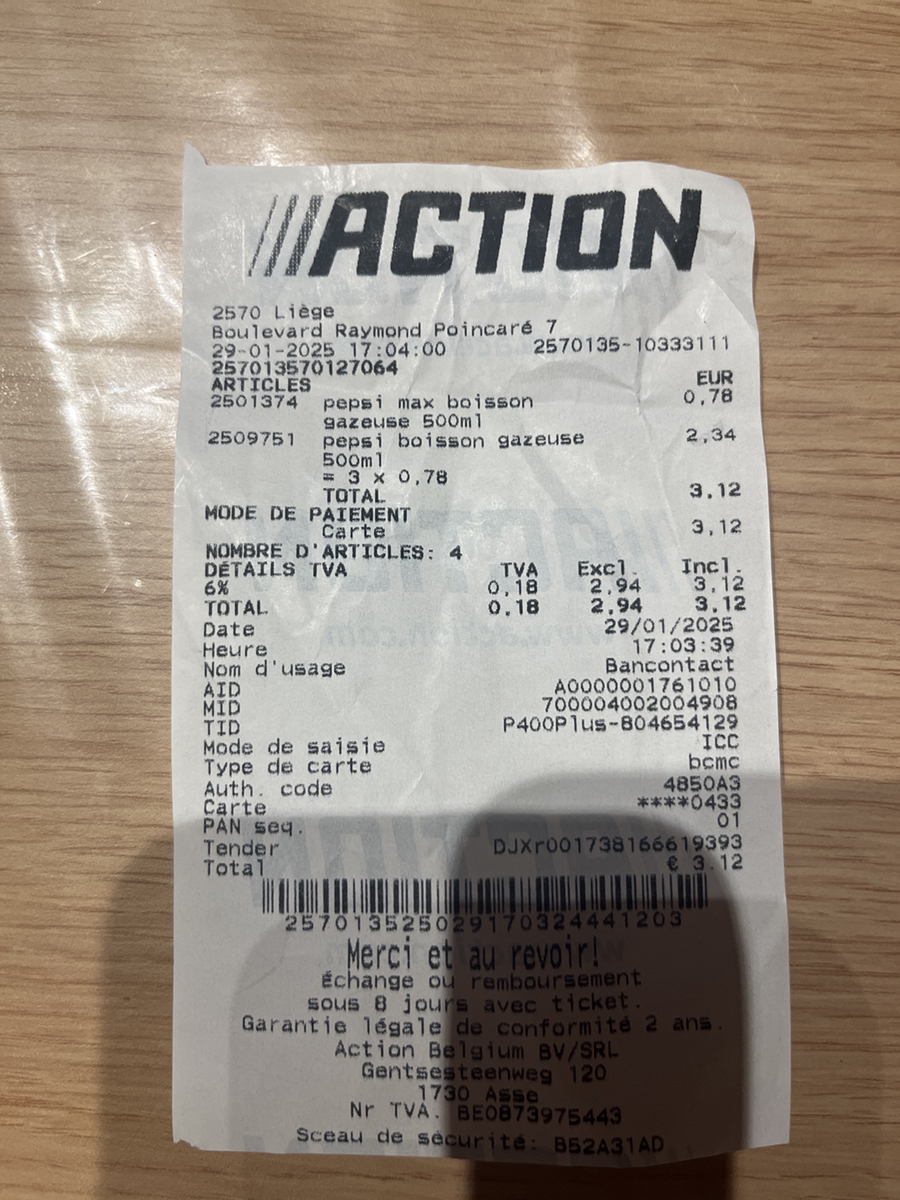 ACTION
2570 Liège
Boulevard Raymond Poincaré 7
29-01-2025 17:04:00 2570135-10333111
257013570127064
ARTICLES EUR
2501374 pepsi max boisson 0,78
gazeuse 500ml
2509751 pepsi boisson gazeuse 2,34
500ml
= 3 x 0,78
TOTAL 3,12
MODE DE PAIEMENT
Carte 3,12
NOMBRE D'ARTICLES: 4
DÉTAILS TVA TVA Excl. Incl.
6% 0,18 2,94 3,12
TOTAL 0,18 2,94 3,12
Date 29/01/2025
Heure 17:03:39
Nom d'usage Bancontact
AID A0000001761010
MID 700004002004908
TID P400Plus-804654129
Mode de saisie ICC
Type de carte bcmc
Auth. code 4850A3
Carte ****0433
PAN seq. 01
Tender DJXr001738166619393
Total € 3.12
257013525029170324441203
Merci et au revoir!
Échange ou remboursement
sous 8 jours avec ticket.
Garantie légale de conformité 2 ans.
Action Belgium BV/SRL
Gentsesteenweg 120
1730 Asse
Nr TVA. BE0873975443
Sceau de sécurité: B52A31AD